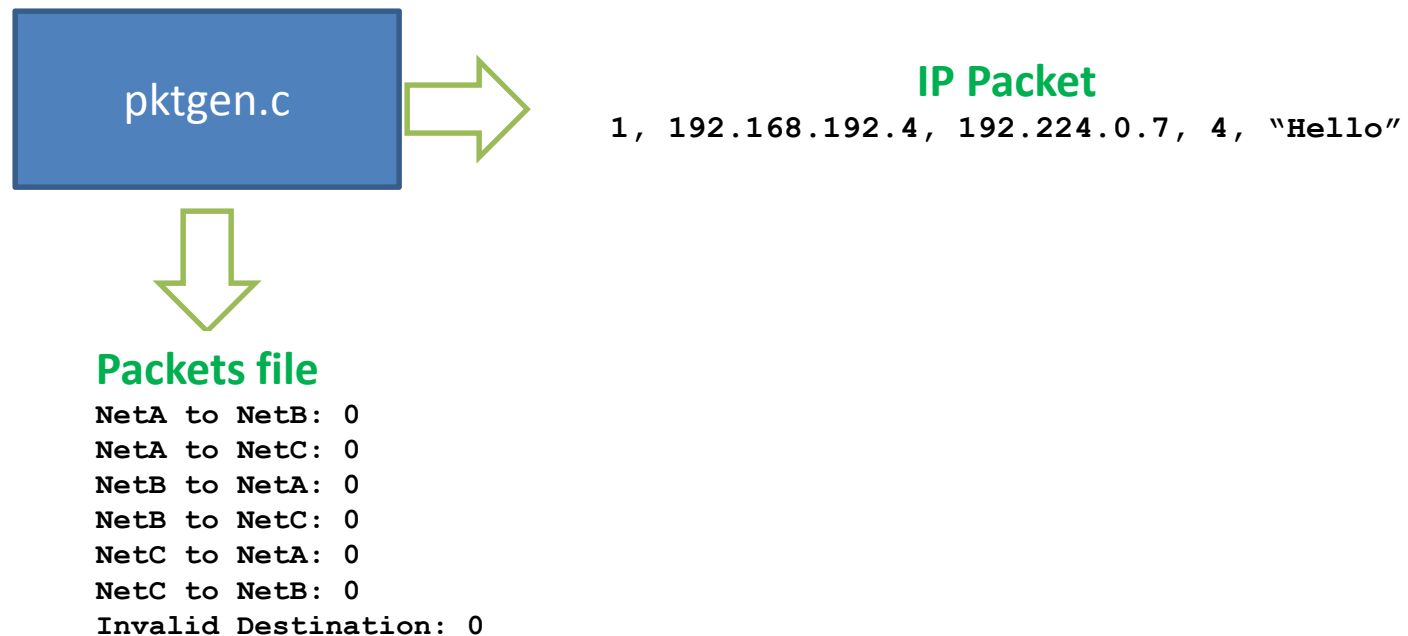 pktgen.c
IP Packet
1, 192.168.192.4, 192.224.0.7, 4, “Hello”
Packets file
NetA to NetB: 0
NetA to NetC: 0
NetB to NetA: 0
NetB to NetC: 0
NetC to NetA: 0
NetC to NetB: 0
Invalid Destination: 0